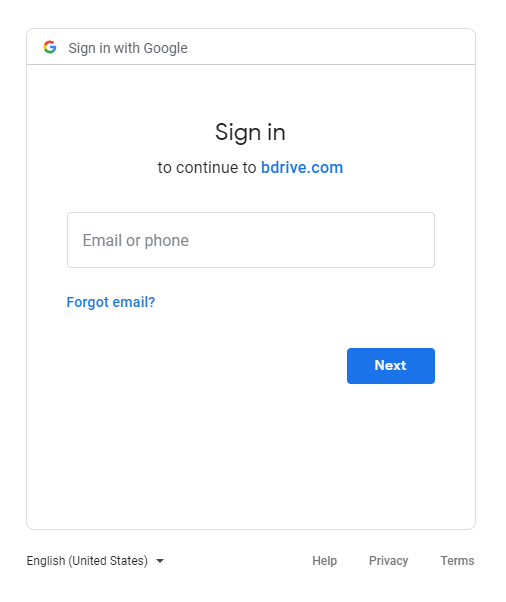 Sign in with Google
Sign in
to continue to bdrive.com
Email or phone
Forgot email?
Next
English (United States)
Help Privacy Terms